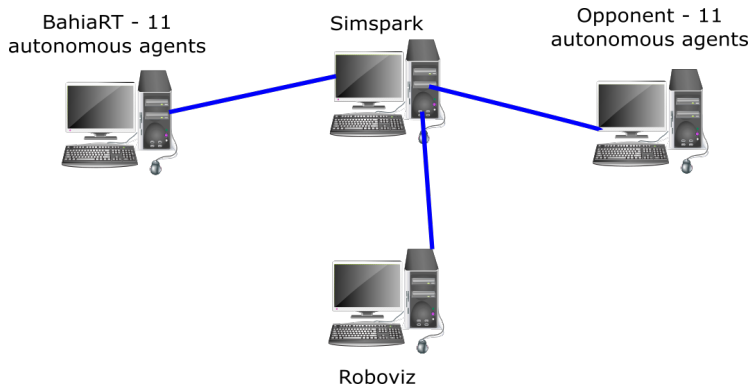 BahiaRT - 11
autonomous agents
Simspark
Opponent - 11
autonomous agents
Roboviz